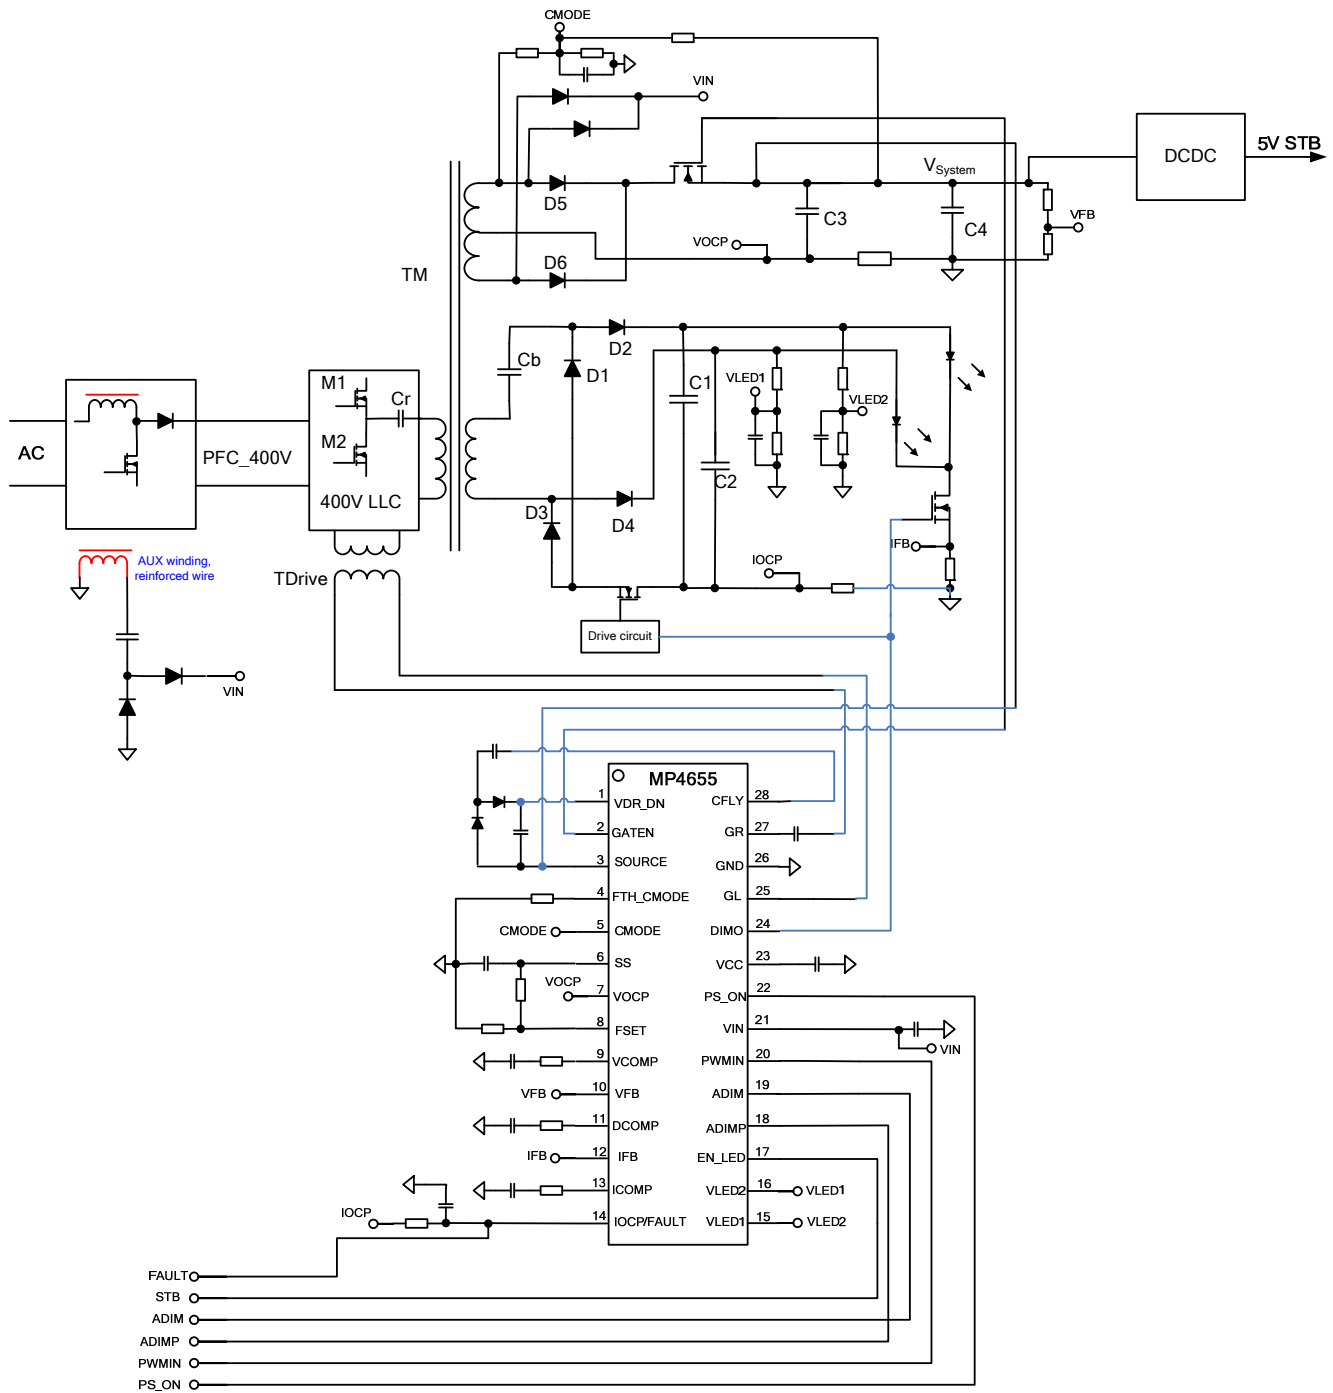 CMODE
VIN
DCDC
5V STB
VSystem
D5
C3
C4
VFB
VOCP
D6
TM
D2
Cb
D1
C1
VLED1
VLED2
M1
Cr
M2
AC
PFC_400V
400V LLC
C2
D3
D4
IFB
IOCP
AUX winding,
reinforced wire
TDrive
Drive circuit
VIN
MP4655
1 VDR_DN CFLY 28
2 GATEN GR 27
3 SOURCE GND 26
4 FTH_CMODE GL 25
CMODE 5 CMODE DIMO 24
6 SS VCC 23
VOCP 7 VOCP PS_ON 22
8 FSET VIN 21
VIN
9 VCOMP PWMIN 20
VFB 10 VFB ADIM 19
11 DCOMP ADIMP 18
IFB 12 IFB EN_LED 17
13 ICOMP VLED2 16 VLED1
IOCP 14 IOCP/FAULT VLED1 15 VLED2
FAULT
STB
ADIM
ADIMP
PWMIN
PS_ON